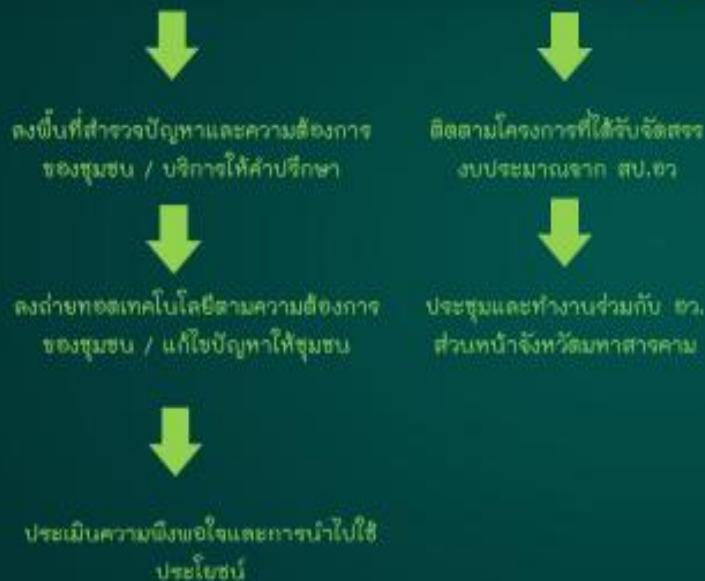 ลงพื้นที่สำรวจปัญหาและความต้องการ
ของชุมชน / บริการให้คำปรึกษา
ลงถ่ายทอดเทคโนโลยีตามความต้องการ
ของชุมชน / แก้ไขปัญหาให้ชุมชน
ประเมินความพึงพอใจและการนำไปใช้
ประโยชน์
ติดตามโครงการที่ได้รับจัดสรร
งบประมาณจาก สป.อว
ประชุมและทำงานร่วมกับ อว.
ส่วนหน้าจังหวัดมหาสารคาม